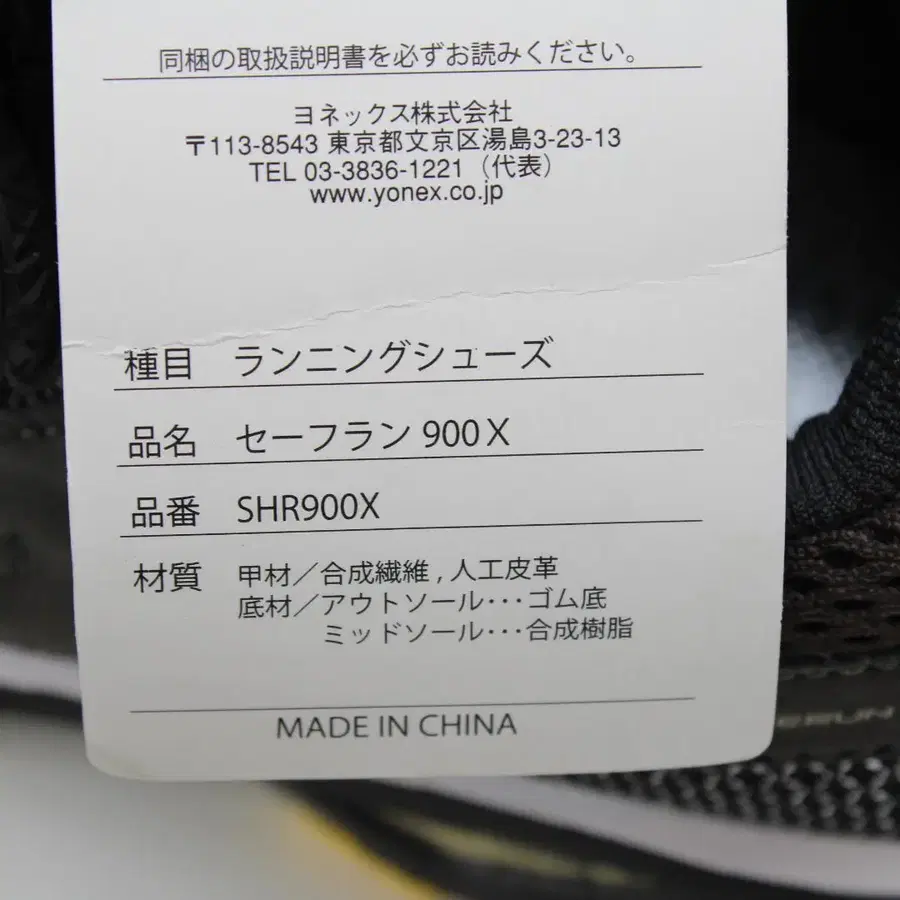 同梱の取扱説明書を必ずお読みください。
ヨネックス株式会社
〒113-8543 東京都文京区湯島3-23-13
TEL 03-3836-1221（代表）
www.yonex.co.jp
種目 ランニングシューズ
品名 セーフラン 900X
品番 SHR900X
材質 甲材／合成繊維 , 人工皮革
底材／アウトソール･･･ゴム底
ミッドソール･･･合成樹脂
MADE IN CHINA